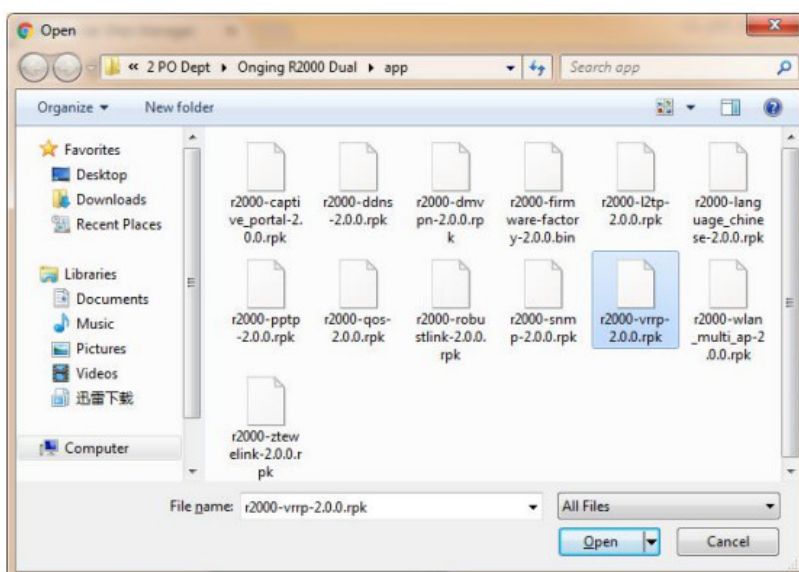 Open
« 2 PO Dept ▸ Onging R2000 Dual ▸ app
Search app
Organize
New folder
Favorites
Desktop
Downloads
Recent Places
Libraries
Documents
Music
Pictures
Videos
迅雷下载
Computer
r2000-capti
ve_portal-2.
0.0.rpk
r2000-ddns
-2.0.0.rpk
r2000-dmv
pn-2.0.0.rp
k
r2000-firm
ware-factor
y-2.0.0.bin
r2000-l2tp-
2.0.0.rpk
r2000-lang
uage_chine
se-2.0.0.rpk
r2000-pptp
-2.0.0.rpk
r2000-qos-
2.0.0.rpk
r2000-robu
stlink-2.0.0.
rpk
r2000-snm
p-2.0.0.rpk
r2000-vrrp-
2.0.0.rpk
r2000-wlan
_multi_ap-2
.0.0.rpk
r2000-ztew
elink-2.0.0.r
pk
File name: r2000-vrrp-2.0.0.rpk
All Files
Open
Cancel